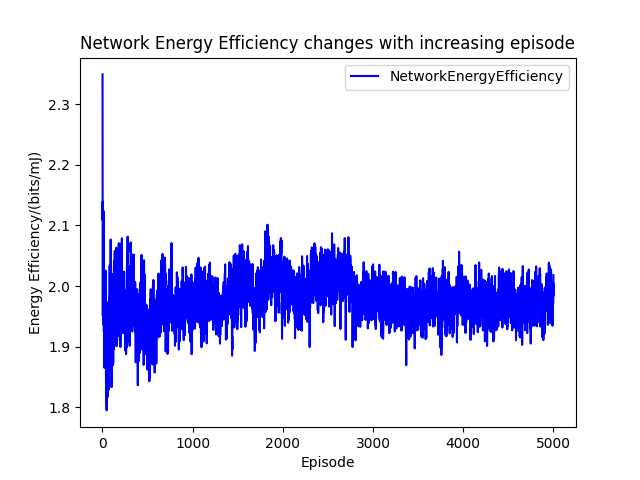 Network Energy Efficiency changes with increasing episode
NetworkEnergyEfficiency
Energy Efficiency/(bits/mJ)
2.3
2.2
2.1
2.0
1.9
1.8
0 1000 2000 3000 4000 5000
Episode